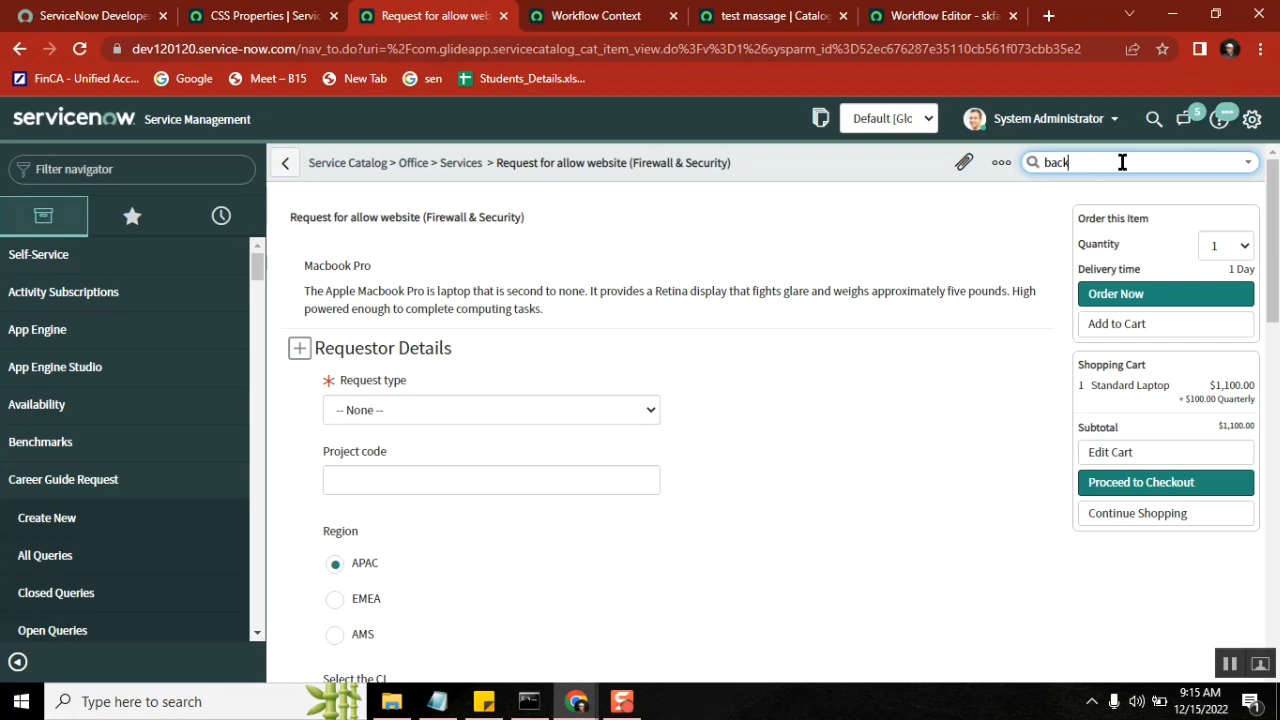 ServiceNow Develope
CSS Properties | Servic
Request for allow web
Workflow Context
test massage | Catalog
Workflow Editor - skfa
dev120120.service-now.com/nav_to.do?uri=%2Fcom.glideapp.servicecatalog_cat_item_view.do%3Fv%3D1%26sysparm_id%3D52ec676287e35110cb561f073cbb35e2
FinCA - Unified Acc...
Google
Meet – B15
New Tab
sen
Students_Details.xls...
servicenow Service Management
Default [Glo
System Administrator
5
Filter navigator
Service Catalog > Office > Services > Request for allow website (Firewall & Security)
back
Self-Service
Activity Subscriptions
App Engine
App Engine Studio
Availability
Benchmarks
Career Guide Request
Create New
All Queries
Closed Queries
Open Queries
Request for allow website (Firewall & Security)
Macbook Pro
The Apple Macbook Pro is laptop that is second to none. It provides a Retina display that fights glare and weighs approximately five pounds. High
powered enough to complete computing tasks.
Requestor Details
Request type
-- None --
Project code
Region
APAC
EMEA
AMS
Select the CI
Order this Item
Quantity 1
Delivery time 1 Day
Order Now
Add to Cart
Shopping Cart
1 Standard Laptop $1,100.00
+ $100.00 Quarterly
Subtotal $1,100.00
Edit Cart
Proceed to Checkout
Continue Shopping
Type here to search
9:15 AM
12/15/2022
1